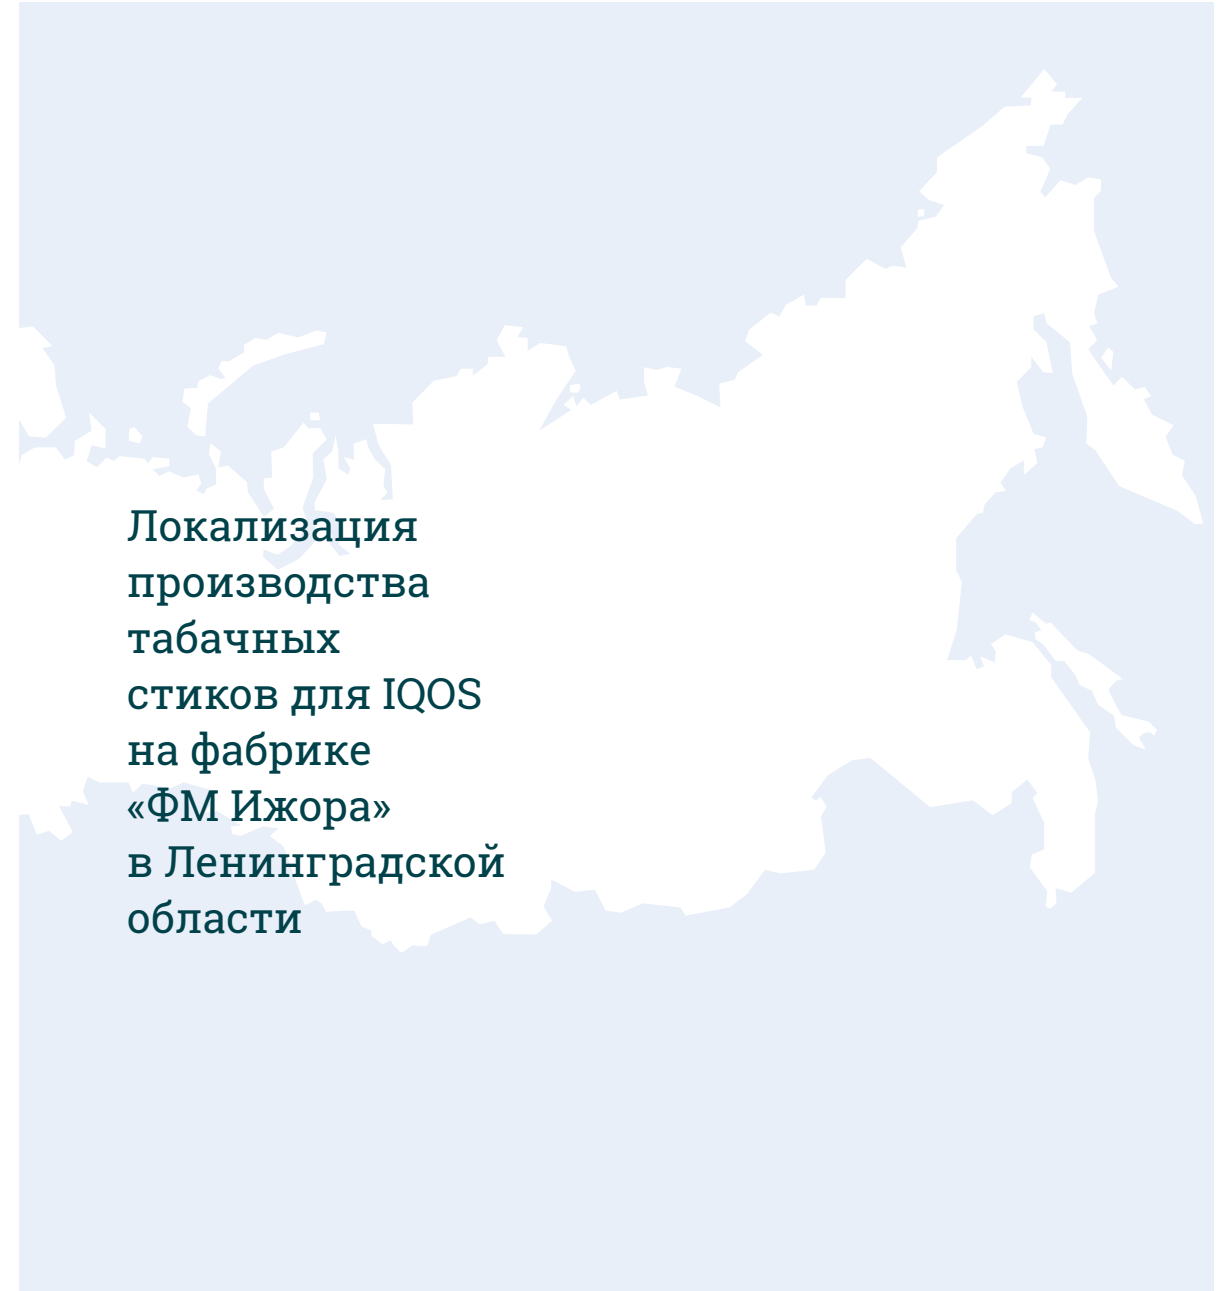 Локализация
производства
табачных
стиков для IQOS
на фабрике
«ФМ Ижора»
в Ленинградской
области